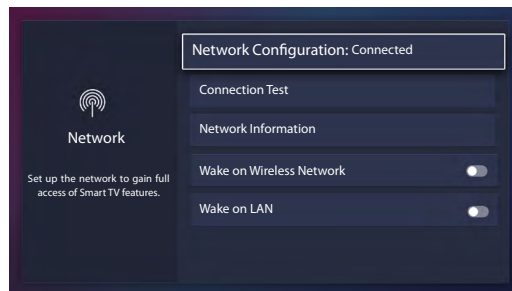 Network Configuration: Connected
Connection Test
Network Information
Wake on Wireless Network
Wake on LAN
Network
Set up the network to gain full
access of Smart TV features.